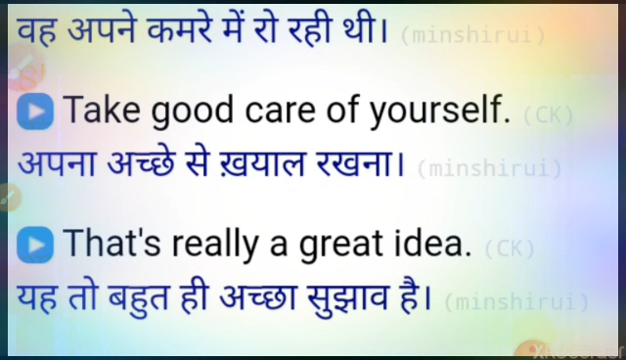 वह अपने कमरे में रो रही थी। (minshirui)
Take good care of yourself. (CK)
अपना अच्छे से ख़याल रखना। (minshirui)
That's really a great idea. (CK)
यह तो बहुत ही अच्छा सुझाव है। (minshirui)